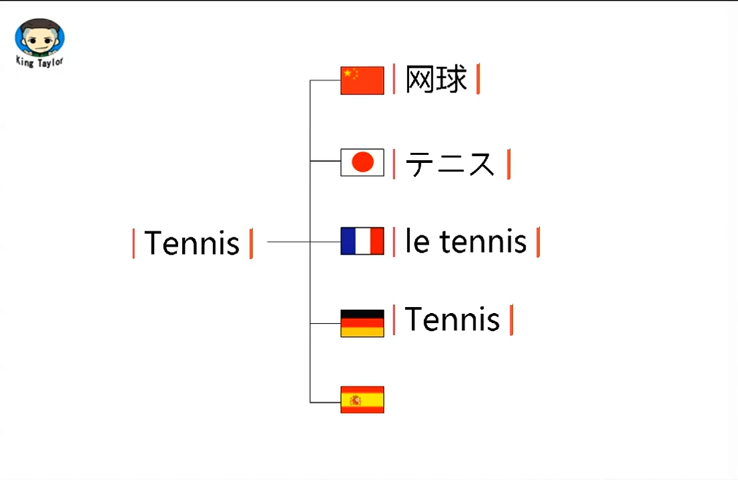 King Taylor
网球
テニス
Tennis
le tennis
Tennis